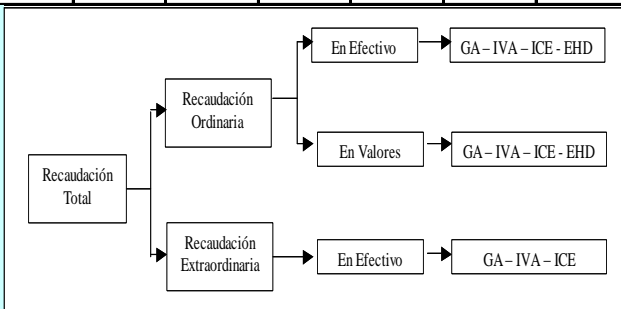 En Efectivo
GA – IVA – ICE - EHD
Recaudación
Ordinaria
En Valores
GA – IVA – ICE - EHD
Recaudación
Total
Recaudación
Extraordinaria
En Efectivo
GA – IVA – ICE